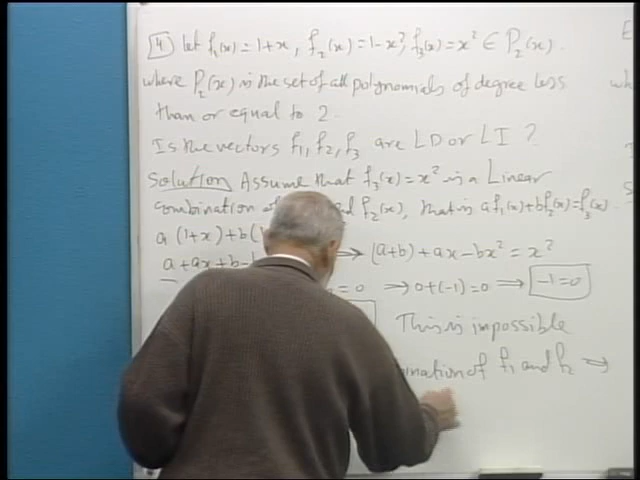 [4] Let f₁(x) = 1+x, f₂(x) = 1-x², f₃(x) = x² ∈ P₂(x).
where P₂(x) is the set of all polynomials of degree less
than or equal to 2.
Is the vectors f₁, f₂, f₃ are LD or LI ?
Solution Assume that f₃(x) = x² is a Linear
combination of and f₂(x), that is af₁(x)+bf₂(x)=f₃(x).
a (1+x)+b( ⟹ (a+b) + ax - bx² = x²
a + ax + b - = 0 ⟹ 0+(-1)=0 ⟹ -1=0
This is impossible
of f₁ and f₂ ⟹